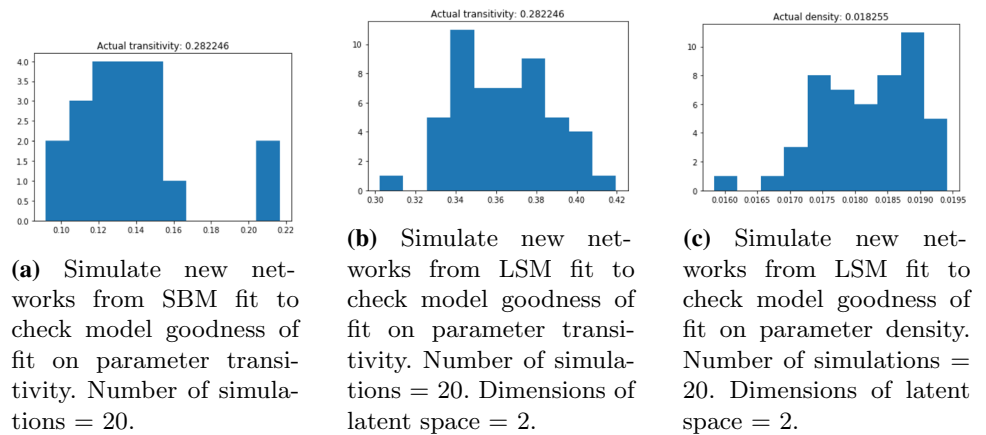 Actual transitivity: 0.282246
4.0
3.5
3.0
2.5
2.0
1.5
1.0
0.5
0.0
0.10 0.12 0.14 0.16 0.18 0.20 0.22
(a) Simulate new net-
works from SBM fit to
check model goodness of
fit on parameter transi-
tivity. Number of simula-
tions = 20.
Actual transitivity: 0.282246
10
8
6
4
2
0
0.30 0.32 0.34 0.36 0.38 0.40 0.42
(b) Simulate new net-
works from LSM fit to
check model goodness of
fit on parameter transi-
tivity. Number of simula-
tions = 20. Dimensions of
latent space = 2.
Actual density: 0.018255
10
8
6
4
2
0
0.0160 0.0165 0.0170 0.0175 0.0180 0.0185 0.0190 0.0195
(c) Simulate new net-
works from LSM fit to
check model goodness of
fit on parameter density.
Number of simulations =
20. Dimensions of latent
space = 2.